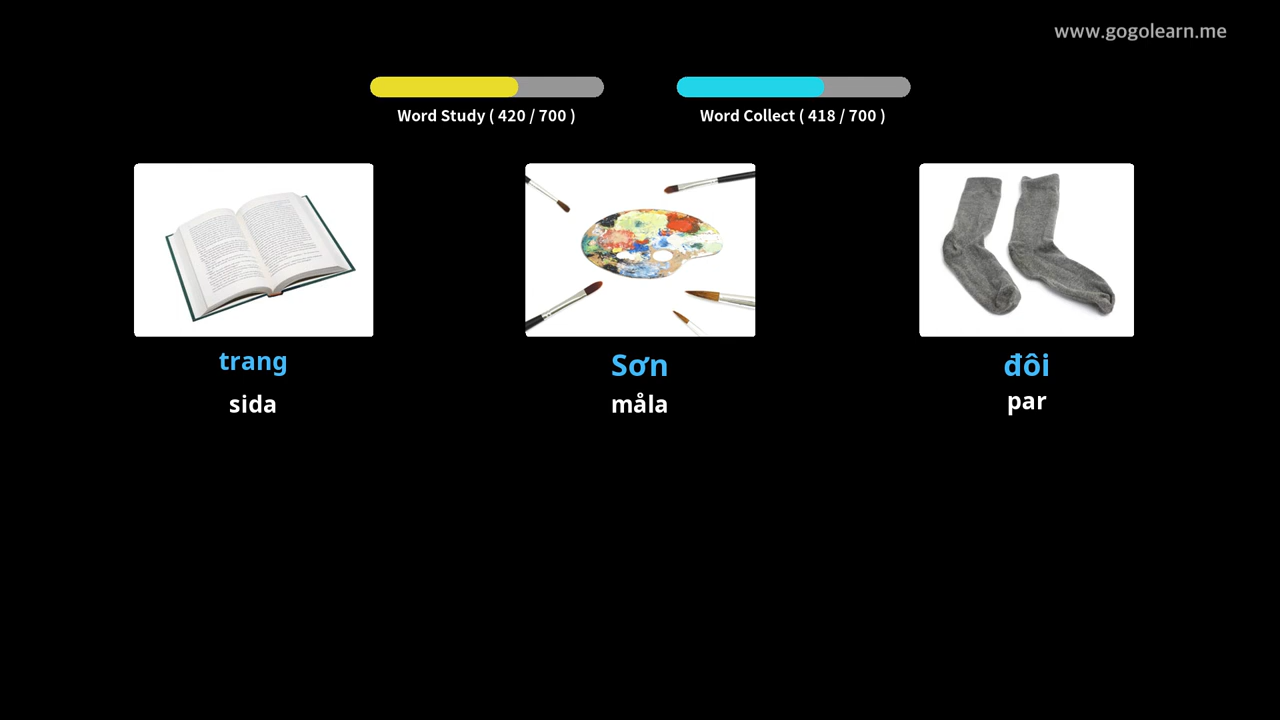 www.gogolearn.me
Word Study ( 420 / 700 )
Word Collect ( 418 / 700 )
trang
Sơn
đôi
sida
måla
par